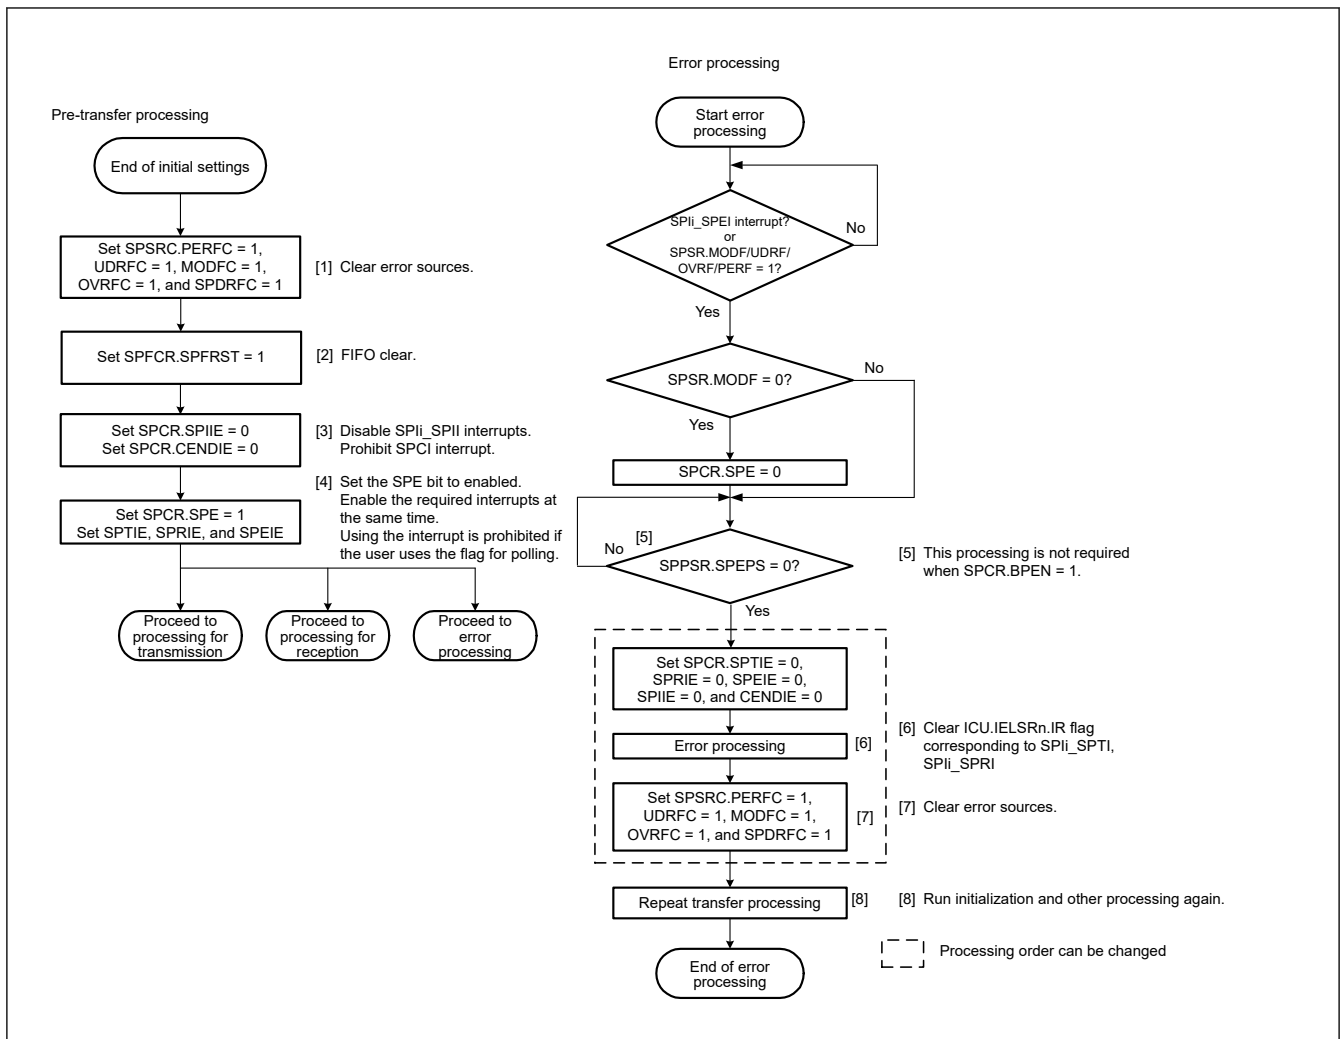 Pre-transfer processing
End of initial settings
Set SPSRC.PERFC = 1,
UDRFC = 1, MODFC = 1,
OVRFC = 1, and SPDRFC = 1
[1] Clear error sources.
Set SPFCR.SPFRST = 1
[2] FIFO clear.
Set SPCR.SPIIE = 0
Set SPCR.CENDIE = 0
[3] Disable SPIi_SPII interrupts.
Prohibit SPCI interrupt.
Set SPCR.SPE = 1
Set SPTIE, SPRIE, and SPEIE
[4] Set the SPE bit to enabled.
Enable the required interrupts at
the same time.
Using the interrupt is prohibited if
the user uses the flag for polling.
Proceed to
processing for
transmission
Proceed to
processing for
reception
Proceed to
error
processing
Error processing
Start error
processing
SPIi_SPEI interrupt?
or
SPSR.MODF/UDRF/
OVRF/PERF = 1?
No
Yes
SPSR.MODF = 0?
No
Yes
SPCR.SPE = 0
[5]
No
SPPSR.SPEPS = 0?
Yes
[5] This processing is not required
when SPCR.BPEN = 1.
Set SPCR.SPTIE = 0,
SPRIE = 0, SPEIE = 0,
SPIIE = 0, and CENDIE = 0
Error processing
[6]
[6] Clear ICU.IELSRn.IR flag
corresponding to SPIi_SPTI,
SPIi_SPRI
Set SPSRC.PERFC = 1,
UDRFC = 1, MODFC = 1,
OVRFC = 1, and SPDRFC = 1
[7]
[7] Clear error sources.
Repeat transfer processing
[8]
[8] Run initialization and other processing again.
Processing order can be changed
End of error
processing